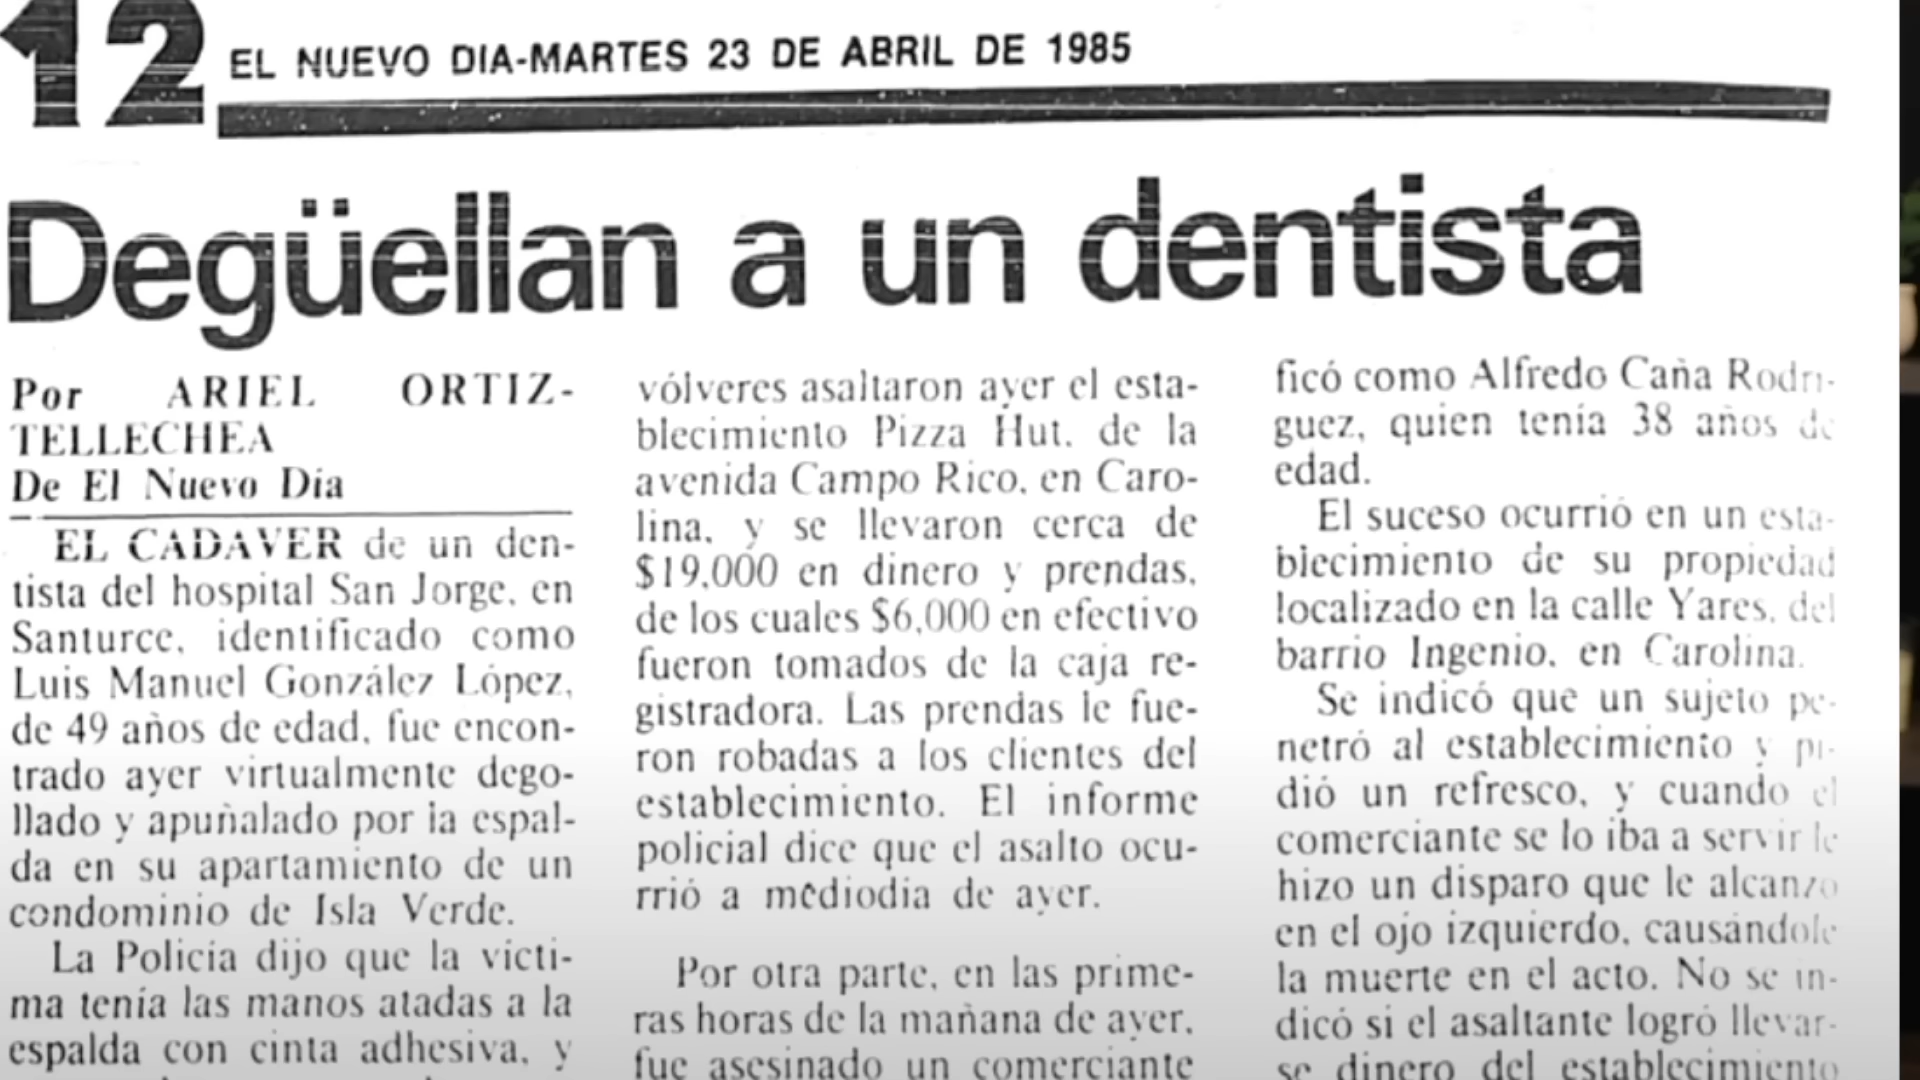 12
EL NUEVO DIA-MARTES 23 DE ABRIL DE 1985
Degüellan a un dentista
Por ARIEL ORTIZ-
TELLECHEA
De El Nuevo Día
EL CADAVER de un den-
tista del hospital San Jorge, en
Santurce, identificado como
Luis Manuel González López,
de 49 años de edad, fue encon-
trado ayer virtualmente dego-
llado y apuñalado por la espal-
da en su apartamiento de un
condominio de Isla Verde.
La Policía dijo que la vícti-
ma tenía las manos atadas a la
espalda con cinta adhesiva, y
vólveres asaltaron ayer el esta-
blecimiento Pizza Hut, de la
avenida Campo Rico, en Caro-
lina, y se llevaron cerca de
$19,000 en dinero y prendas,
de los cuales $6,000 en efectivo
fueron tomados de la caja re-
gistradora. Las prendas le fue-
ron robadas a los clientes del
establecimiento. El informe
policial dice que el asalto ocu-
rrió a mediodía de ayer.
Por otra parte, en las prime-
ras horas de la mañana de ayer,
fue asesinado un comerciante
ficó como Alfredo Caña Rodrí-
guez, quien tenía 38 años de
edad.
El suceso ocurrió en un esta-
blecimiento de su propiedad
localizado en la calle Yares, del
barrio Ingenio, en Carolina.
Se indicó que un sujeto pe-
netró al establecimiento y pi-
dió un refresco, y cuando el
comerciante se lo iba a servir le
hizo un disparo que le alcanzó
en el ojo izquierdo, causándole
la muerte en el acto. No se in-
dicó si el asaltante logró llevar-
se dinero del establecimiento